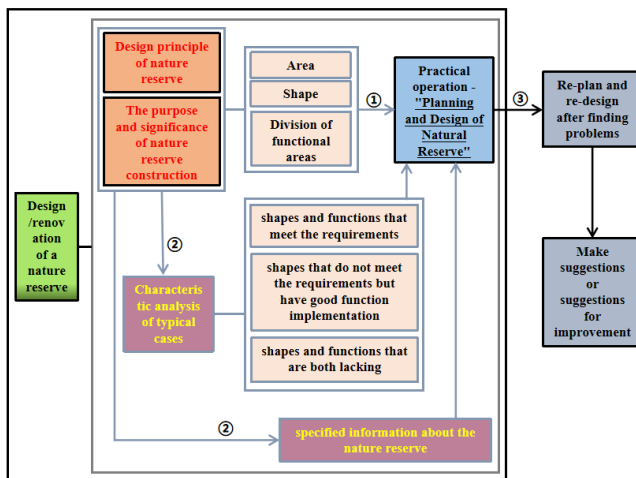 Design principle
of nature
reserve
The purpose
and significance
of nature
reserve
construction
Area
Shape
Division of
functional
areas
①
Practical
operation -
"Planning
and Design of
Natural
Reserve"
③
Re-plan and
re-design
after finding
problems
Design
/renov
ation
of a
nature
reserve
②
Characteris
tic analysis
of typical
cases
shapes and functions that
meet the requirements
shapes that do not meet
the requirements but
have good function
implementation
shapes and functions that
are both lacking
Make
suggestions
or
suggestions
for
improvement
②
specified information about the
nature reserve